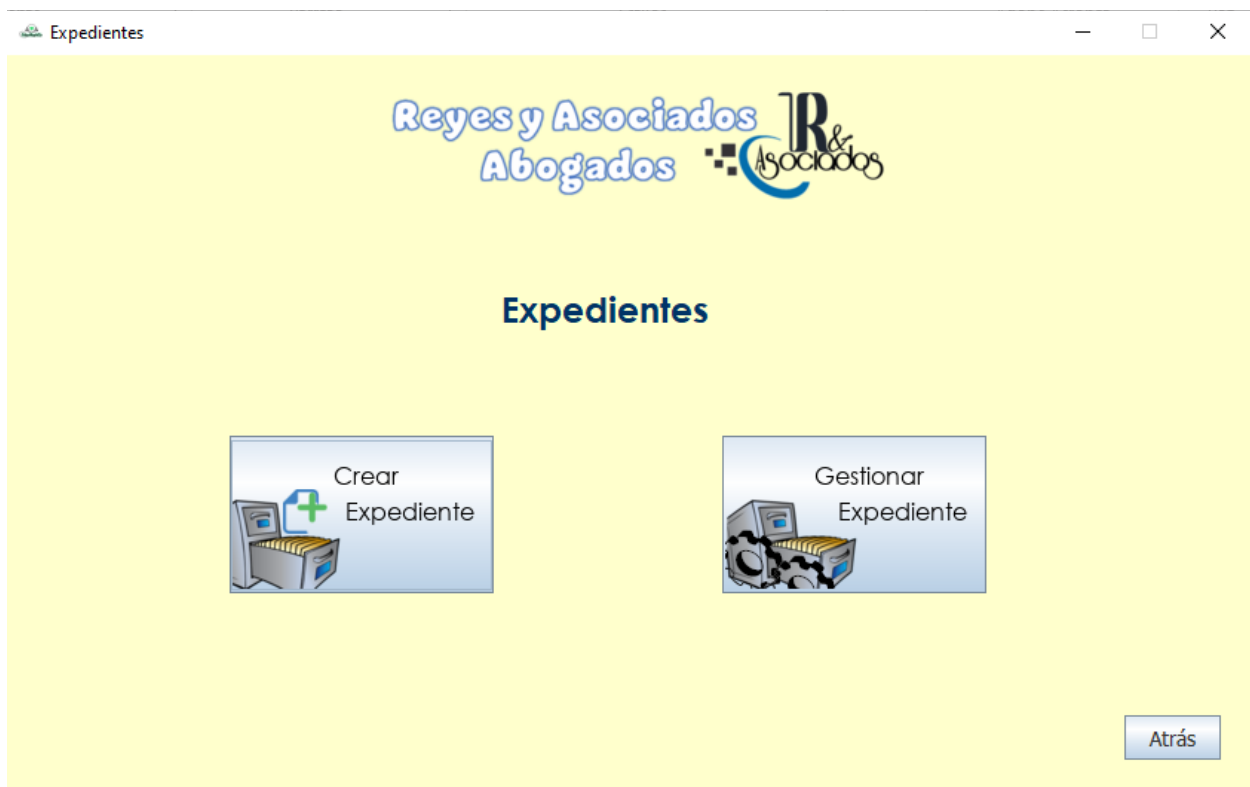 Expedientes
Reyes y Asociados
Abogados
R&
Asociados
Expedientes
Crear
Expediente
Gestionar
Expediente
Atrás